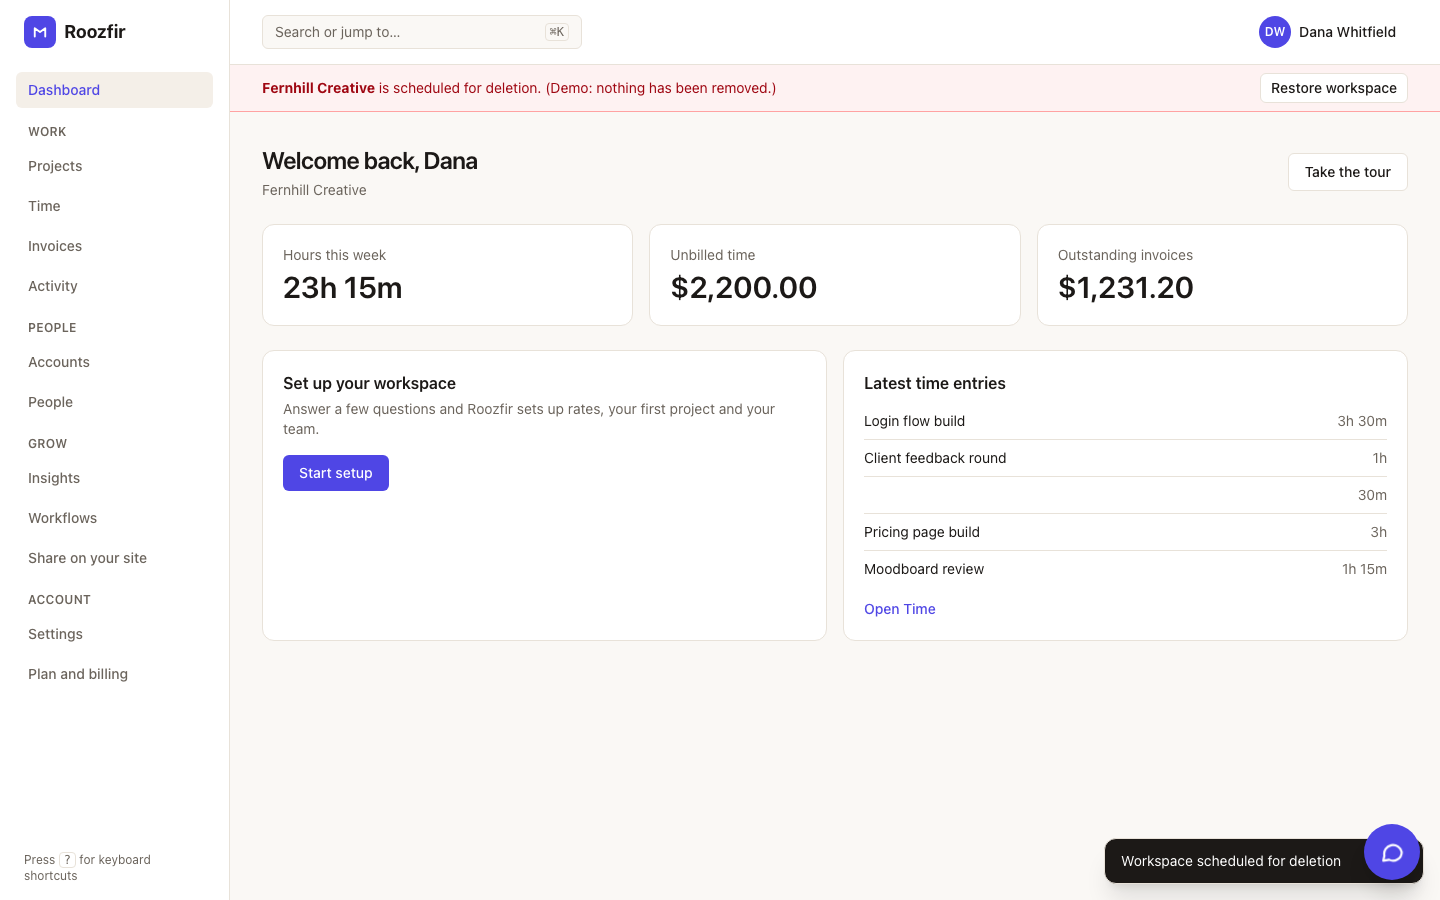 Roozfir
Search or jump to...
⌘K
DW
Dana Whitfield
Fernhill Creative is scheduled for deletion. (Demo: nothing has been removed.)
Restore workspace
Dashboard
WORK
Projects
Time
Invoices
Activity
PEOPLE
Accounts
People
GROW
Insights
Workflows
Share on your site
ACCOUNT
Settings
Plan and billing
Press ? for keyboard
shortcuts
Welcome back, Dana
Fernhill Creative
Take the tour
Hours this week
23h 15m
Unbilled time
$2,200.00
Outstanding invoices
$1,231.20
Set up your workspace
Answer a few questions and Roozfir sets up rates, your first project and your
team.
Start setup
Latest time entries
Login flow build 3h 30m
Client feedback round 1h
30m
Pricing page build 3h
Moodboard review 1h 15m
Open Time
Workspace scheduled for deletion